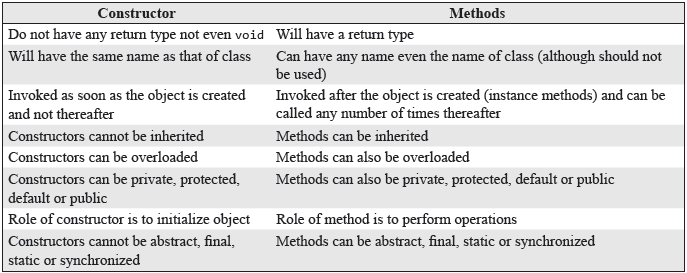 Constructor Methods
Do not have any return type not even void Will have a return type
Will have the same name as that of class Can have any name even the name of class (although should not
be used)
Invoked as soon as the object is created Invoked after the object is created (instance methods) and can be
and not thereafter called any number of times thereafter
Constructors cannot be inherited Methods can be inherited
Constructors can be overloaded Methods can also be overloaded
Constructors can be private, protected, Methods can also be private, protected, default or public
default or public
Role of constructor is to initialize object Role of method is to perform operations
Constructors cannot be abstract, final, Methods can be abstract, final, static or synchronized
static or synchronized